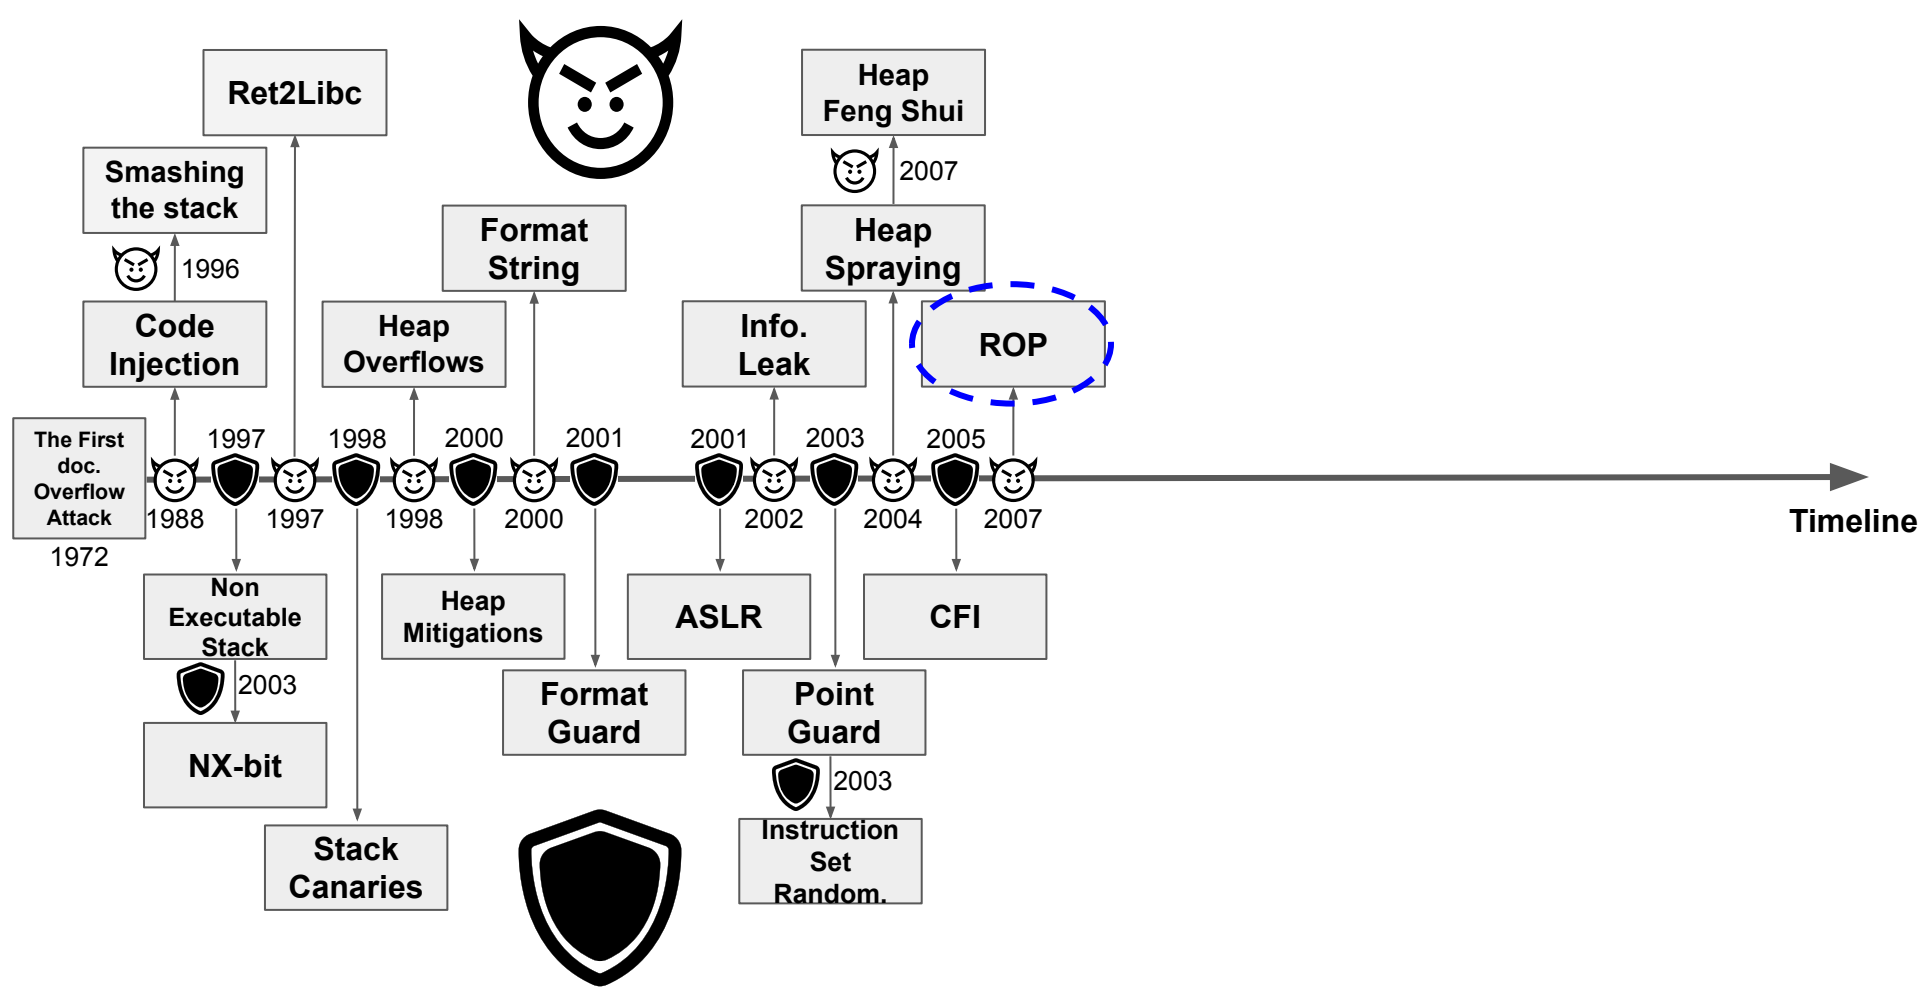 Ret2Libc
Heap
Feng Shui
Smashing
the stack
2007
1996
Format
String
Heap
Spraying
Code
Injection
Heap
Overflows
Info.
Leak
ROP
The First
doc.
Overflow
Attack
1972
1997
1998
2000
2001
2001
2003
2005
1988
1997
1998
2000
2002
2004
2007
Timeline
Non
Executable
Stack
Heap
Mitigations
ASLR
CFI
2003
Format
Guard
Point
Guard
NX-bit
2003
Stack
Canaries
Instruction
Set
Random.